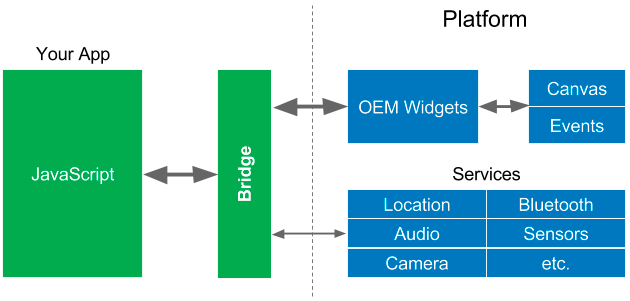 Platform
Your App
JavaScript
Bridge
OEM Widgets
Canvas
Events
Services
Location
Bluetooth
Audio
Sensors
Camera
etc.